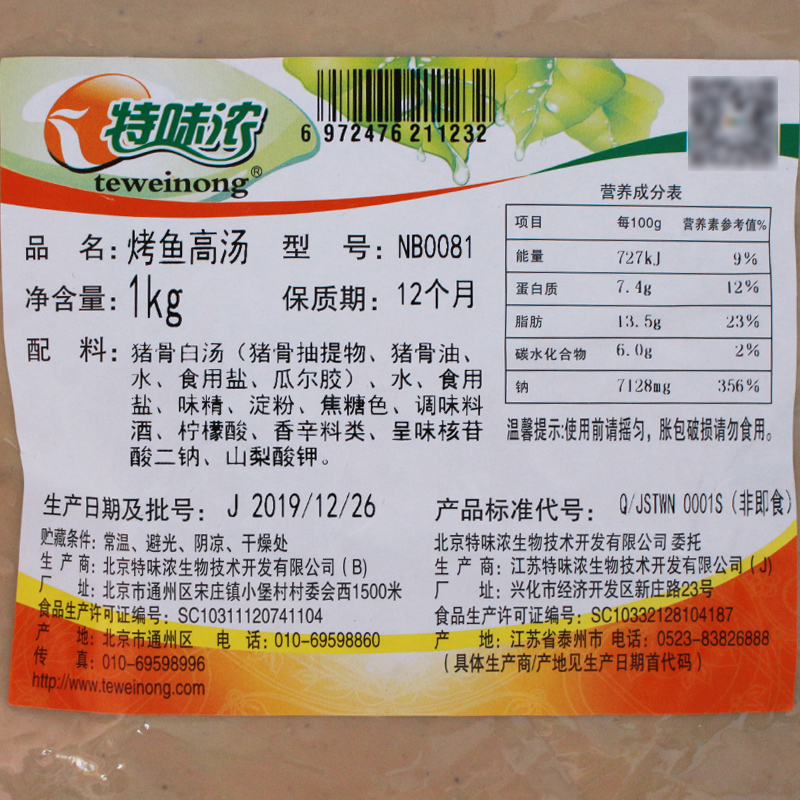 特味浓
teweinong®
6 972476 211232
品 名：烤鱼高汤 型 号：NB0081
净含量：1kg 保质期：12个月
配 料：猪骨白汤（猪骨抽提物、猪骨油、
水、食用盐、瓜尔胶）、水、食用
盐、味精、淀粉、焦糖色、调味料
酒、柠檬酸、香辛料类、呈味核苷
酸二钠、山梨酸钾。
营养成分表
项目 每100g 营养素参考值%
能量 727kJ 9%
蛋白质 7.4g 12%
脂肪 13.5g 23%
碳水化合物 6.0g 2%
钠 7128mg 356%
温馨提示:使用前请摇匀，胀包破损请勿食用。
生产日期及批号：J 2019/12/26
贮藏条件：常温、避光、阴凉、干燥处
生 产 商：北京特味浓生物技术开发有限公司（B）
厂 址：北京市通州区宋庄镇小堡村村委会西1500米
食品生产许可证编号：SC10311120741104
产 地：北京市通州区 电 话：010-69598860
传 真：010-69598996
http://www.teweinong.com
产品标准代号：Q/JSTWN 0001S（非即食）
北京特味浓生物技术开发有限公司 委托
生 产 商：江苏特味浓生物技术开发有限公司（J）
厂 址：兴化市经济开发区新庄路23号
食品生产许可证编号：SC10332128104187
产 地：江苏省泰州市 电话：0523-83826888
（具体生产商/产地见生产日期首代码）